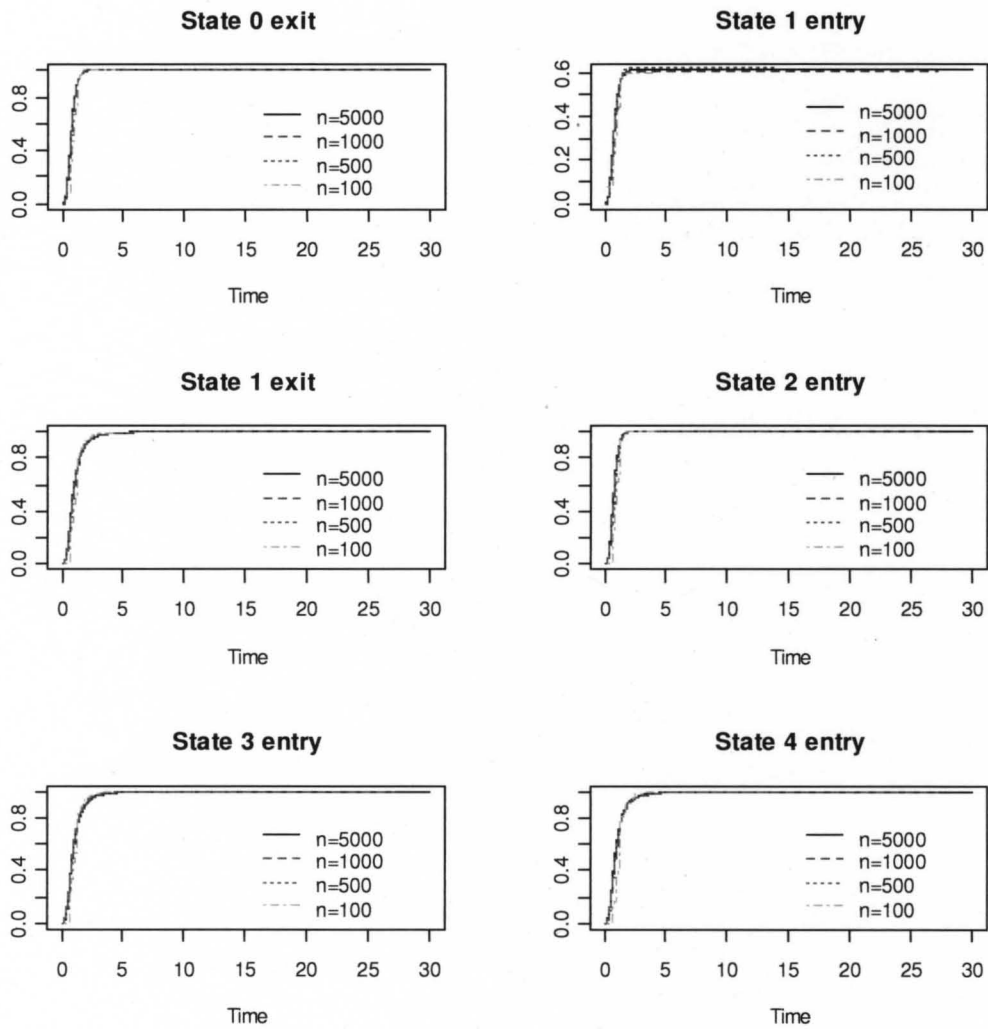 State 0 exit
0.0 0.4 0.8
n=5000
n=1000
n=500
n=100
0 5 10 15 20 25 30
Time
State 1 entry
0.0 0.2 0.4 0.6
n=5000
n=1000
n=500
n=100
0 5 10 15 20 25 30
Time
State 1 exit
0.0 0.4 0.8
n=5000
n=1000
n=500
n=100
0 5 10 15 20 25 30
Time
State 2 entry
0.0 0.4 0.8
n=5000
n=1000
n=500
n=100
0 5 10 15 20 25 30
Time
State 3 entry
0.0 0.4 0.8
n=5000
n=1000
n=500
n=100
0 5 10 15 20 25 30
Time
State 4 entry
0.0 0.4 0.8
n=5000
n=1000
n=500
n=100
0 5 10 15 20 25 30
Time